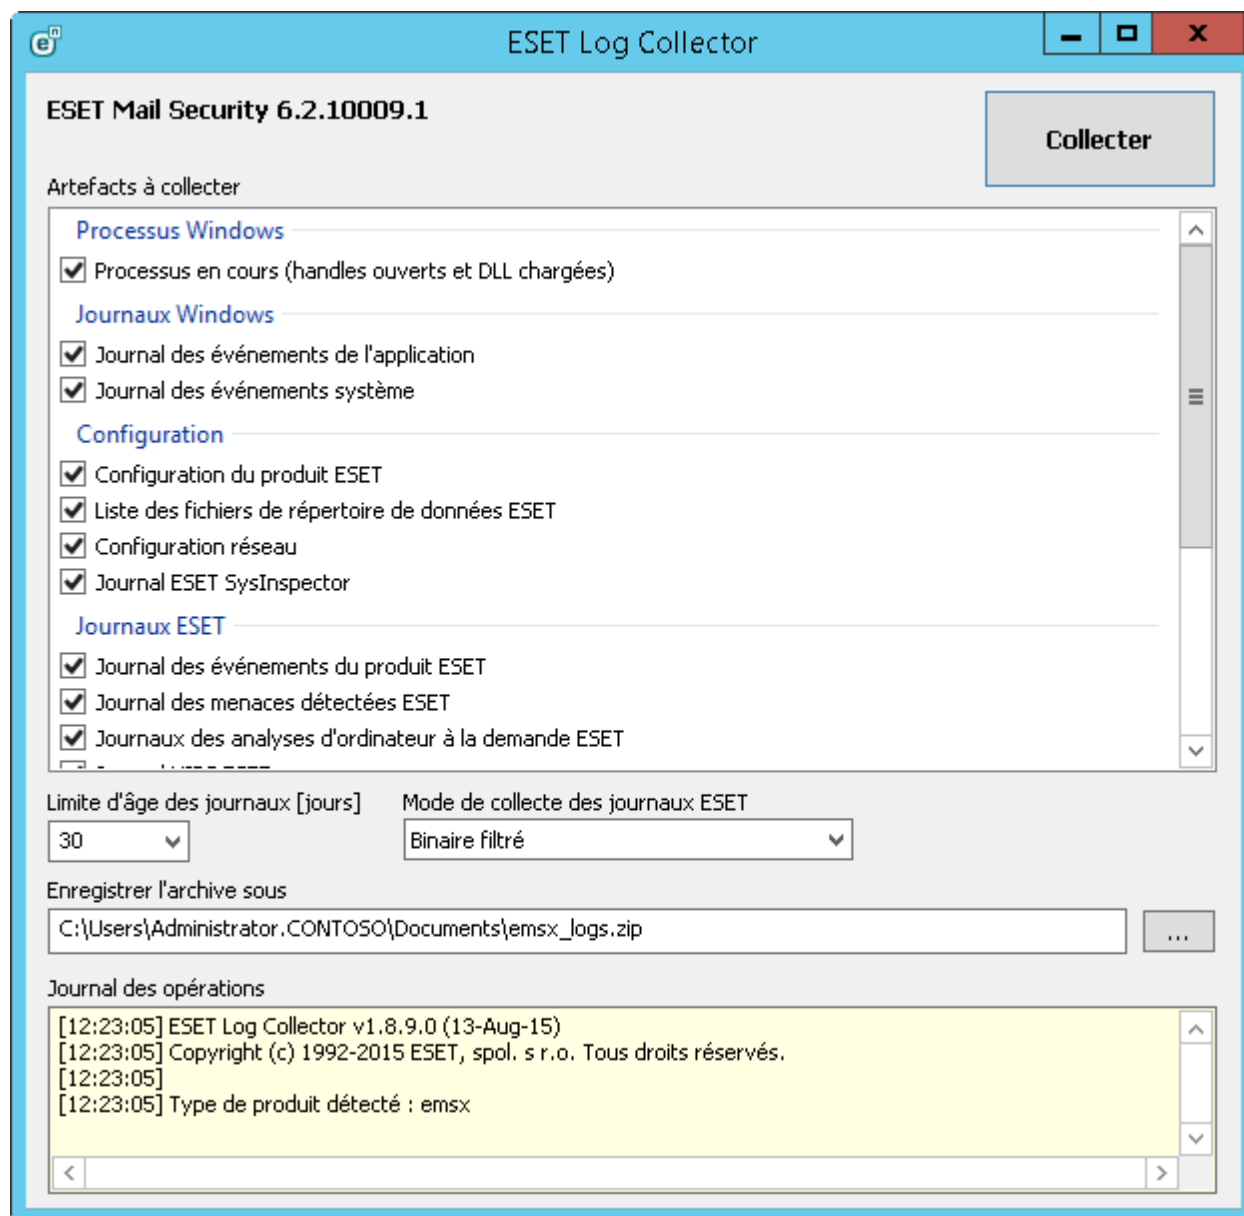 ESET Log Collector
ESET Mail Security 6.2.10009.1
Collecter
Artefacts à collecter
Processus Windows
Processus en cours (handles ouverts et DLL chargées)
Journaux Windows
Journal des événements de l'application
Journal des événements système
Configuration
Configuration du produit ESET
Liste des fichiers de répertoire de données ESET
Configuration réseau
Journal ESET SysInspector
Journaux ESET
Journal des événements du produit ESET
Journal des menaces détectées ESET
Journaux des analyses d'ordinateur à la demande ESET
Limite d'âge des journaux [jours] Mode de collecte des journaux ESET
30 Binaire filtré
Enregistrer l'archive sous
C:\Users\Administrator.CONTOSO\Documents\emsx_logs.zip ...
Journal des opérations
[12:23:05] ESET Log Collector v1.8.9.0 (13-Aug-15)
[12:23:05] Copyright (c) 1992-2015 ESET, spol. s r.o. Tous droits réservés.
[12:23:05]
[12:23:05] Type de produit détecté : emsx